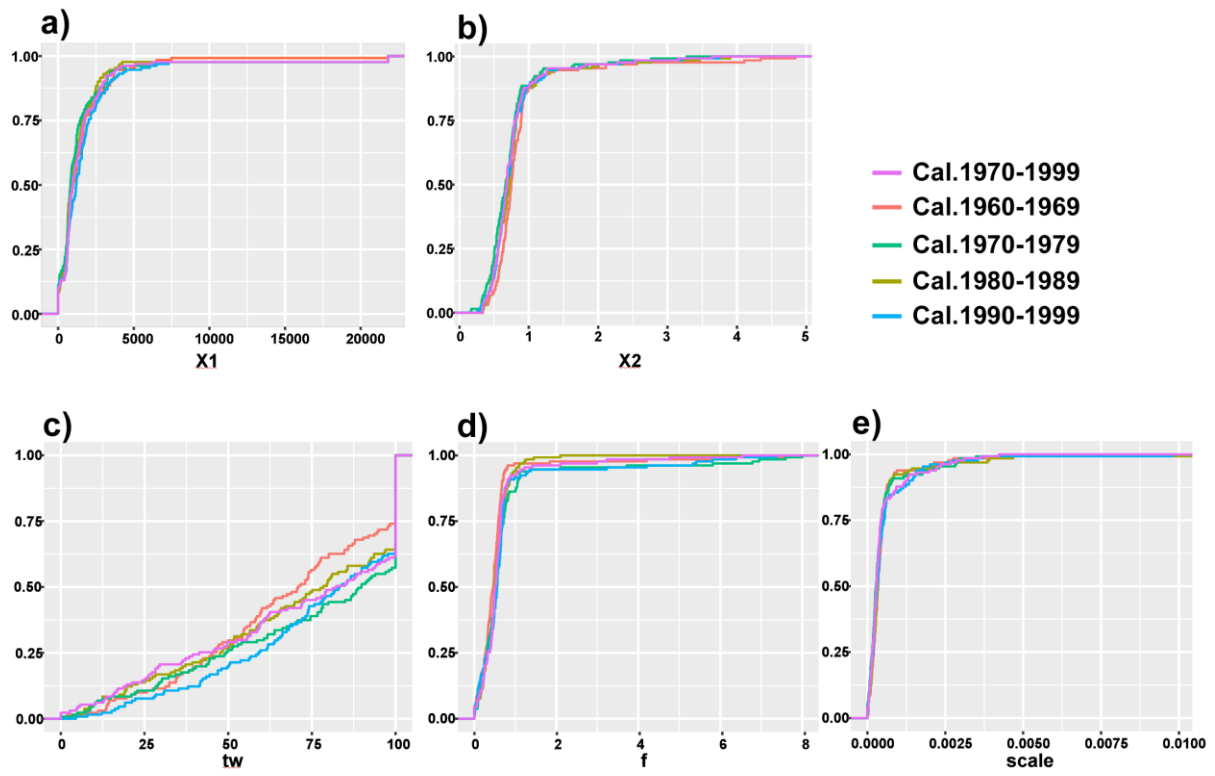 a)
1.00
0.75
0.50
0.25
0.00
0 5000 10000 15000 20000
X1
b)
1.00
0.75
0.50
0.25
0.00
0 1 2 3 4 5
X2
Cal.1970-1999
Cal.1960-1969
Cal.1970-1979
Cal.1980-1989
Cal.1990-1999
c)
1.00
0.75
0.50
0.25
0.00
0 25 50 75 100
tw
d)
1.00
0.75
0.50
0.25
0.00
0 2 4 6 8
f
e)
1.00
0.75
0.50
0.25
0.00
0.0000 0.0025 0.0050 0.0075 0.0100
scale